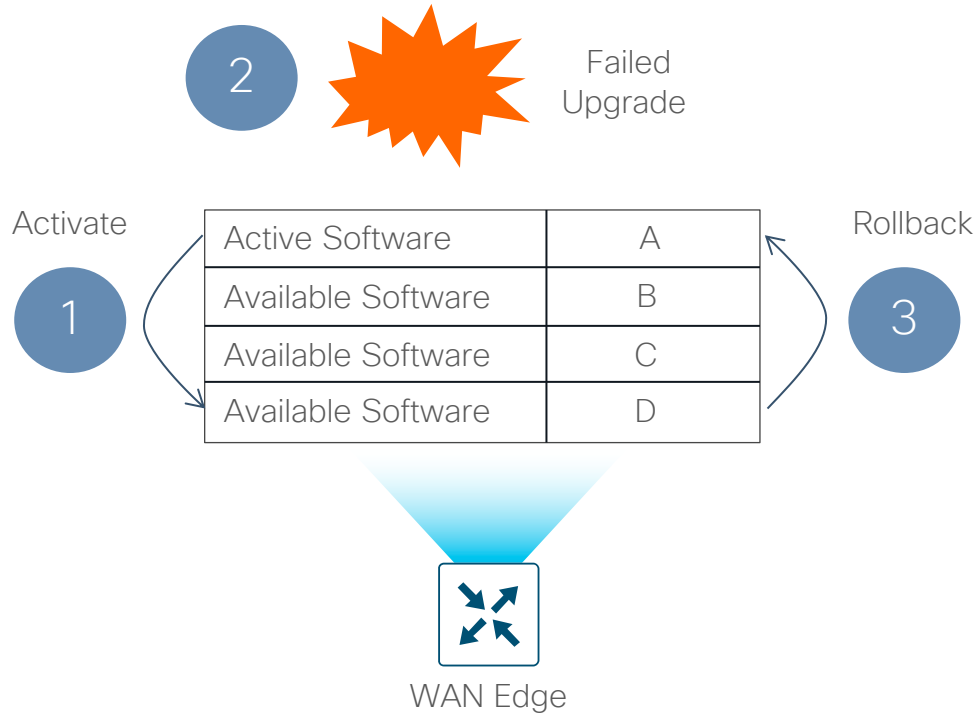 2
Failed
Upgrade
Activate
1
Active Software A
Available Software B
Available Software C
Available Software D
Rollback
3
WAN Edge